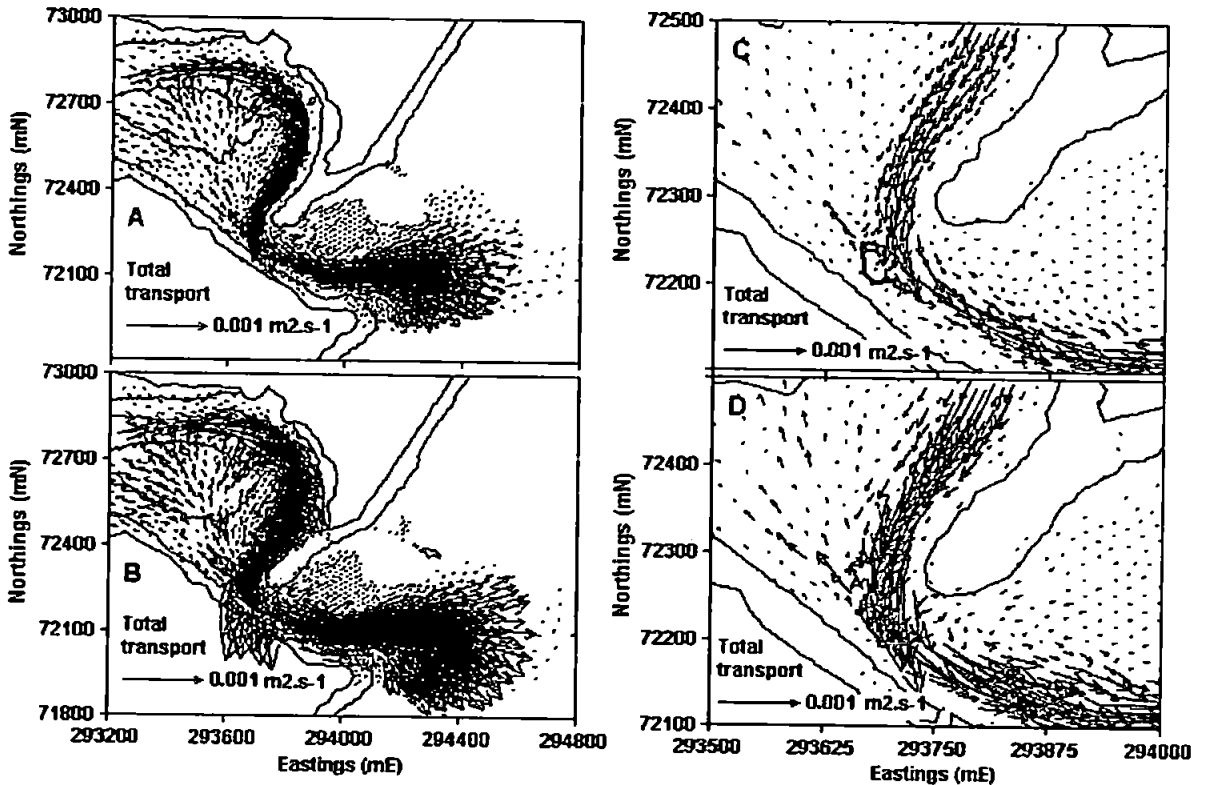 73000
72700
72400
72100
Northings (mN)
A
Total
transport
0.001 m2.s-1
72500
72400
72300
72200
Northings (mN)
C
Total
transport
0.001 m2.s-1
73000
72700
72400
72100
71800
Northings (mN)
B
Total
transport
0.001 m2.s-1
293200 293600 294000 294400 294800
Eastings (mE)
72400
72300
72200
72100
Northings (mN)
D
Total
transport
0.001 m2.s-1
293500 293625 293750 293875 294000
Eastings (mE)